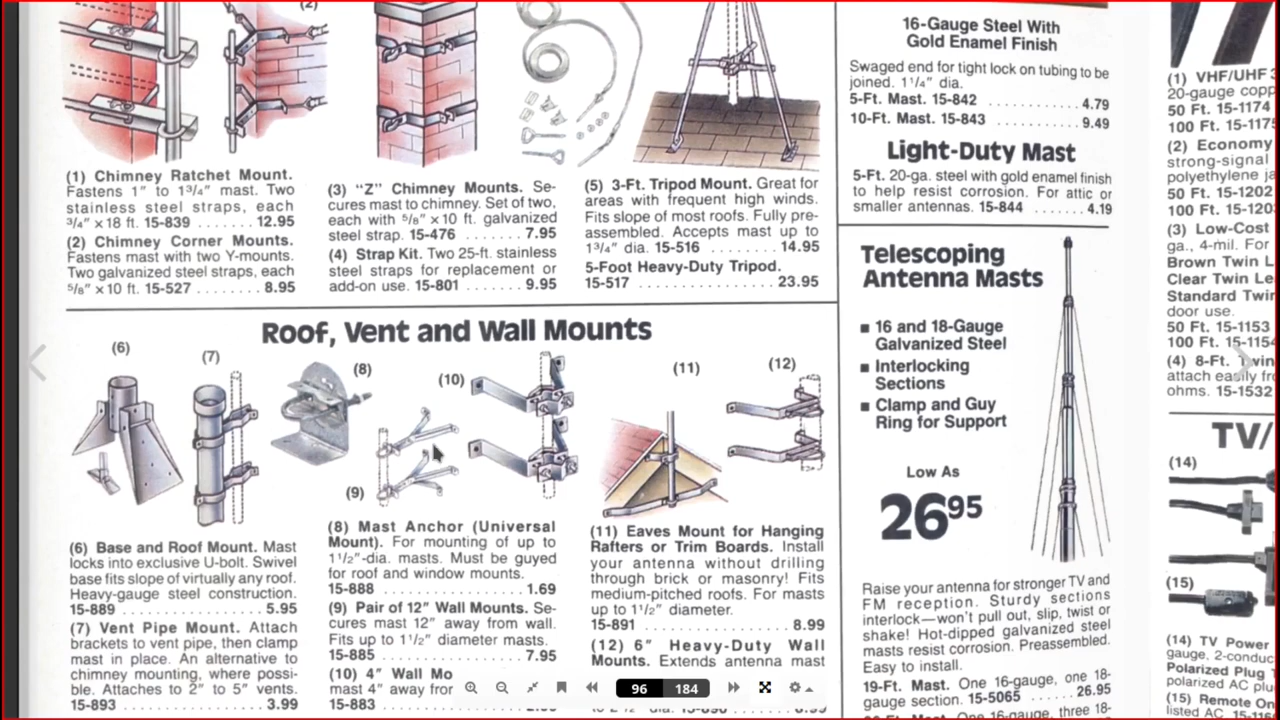 (2)
(1) Chimney Ratchet Mount.
Fastens 1" to 1³/₄" mast. Two
stainless steel straps, each
³/₄" × 18 ft. 15-839 ........ 12.95
(2) Chimney Corner Mounts.
Fastens mast with two Y-mounts.
Two galvanized steel straps, each
⁵/₈" × 10 ft. 15-527 ........ 8.95
(3) "Z" Chimney Mounts. Se-
cures mast to chimney. Set of two,
each with ⁵/₈" × 10 ft. galvanized
steel strap. 15-476 ........ 7.95
(4) Strap Kit. Two 25-ft. stainless
steel straps for replacement or
add-on use. 15-801 ........ 9.95
(5) 3-Ft. Tripod Mount. Great for
areas with frequent high winds.
Fits slope of most roofs. Fully pre-
assembled. Accepts mast up to
1³/₄" dia. 15-516 ........ 14.95
5-Foot Heavy-Duty Tripod.
15-517 ........ 23.95
Roof, Vent and Wall Mounts
(6)
(7)
(8)
(9)
(10)
(11)
(12)
(6) Base and Roof Mount. Mast
locks into exclusive U-bolt. Swivel
base fits slope of virtually any roof.
Heavy-gauge steel construction.
15-889 ........ 5.95
(7) Vent Pipe Mount. Attach
brackets to vent pipe, then clamp
mast in place. An alternative to
chimney mounting, where possi-
ble. Attaches to 2" to 5" vents.
15-893 ........ 3.99
(8) Mast Anchor (Universal
Mount). For mounting of up to
1¹/₂"-dia. masts. Must be guyed
for roof and window mounts.
15-888 ........ 1.69
(9) Pair of 12" Wall Mounts. Se-
cures mast 12" away from wall.
Fits up to 1¹/₂" diameter masts.
15-885 ........ 7.95
(10) 4" Wall Mo
mast 4" away fror
15-883
(11) Eaves Mount for Hanging
Rafters or Trim Boards. Install
your antenna without drilling
through brick or masonry! Fits
medium-pitched roofs. For masts
up to 1¹/₂" diameter.
15-891 ........ 8.99
(12) 6" Heavy-Duty Wall
Mounts. Extends antenna mast
16-Gauge Steel With
Gold Enamel Finish
Swaged end for tight lock on tubing to be
joined. 1¹/₄" dia.
5-Ft. Mast. 15-842 ........ 4.79
10-Ft. Mast. 15-843 ........ 9.49
Light-Duty Mast
5-Ft. 20-ga. steel with gold enamel finish
to help resist corrosion. For attic or
smaller antennas. 15-844 ........ 4.19
Telescoping
Antenna Masts
■ 16 and 18-Gauge
Galvanized Steel
■ Interlocking
Sections
■ Clamp and Guy
Ring for Support
Low As
26⁹⁵
Raise your antenna for stronger TV and
FM reception. Sturdy sections
interlock—won't pull out, slip, twist or
shake! Hot-dipped galvanized steel
masts resist corrosion. Preassembled.
Easy to install.
19-Ft. Mast. One 16-gauge, one 18-
gauge section. 15-5065 ...... 26.95
Mast. One 16-gauge, three 18-
(1) VHF/UHF
20-gauge copp
50 Ft. 15-1174
100 Ft. 15-1175
(2) Economy
strong-signal
polyethylene ja
50 Ft. 15-1202
100 Ft. 15-120
(3) Low-Cost
ga., 4-mil. For
Brown Twin L
Clear Twin Le
Standard Twir
door use.
50 Ft. 15-1153
100 Ft. 15-1154
(4) 8-Ft. Twin
attach easily fr
ohms. 15-1532
TV/
(14)
(15)
(14) TV Power
gauge, 2-conduc
Polarized Plug
polarized AC plu
(15) Remote On
listed AC. 15-116
96 184